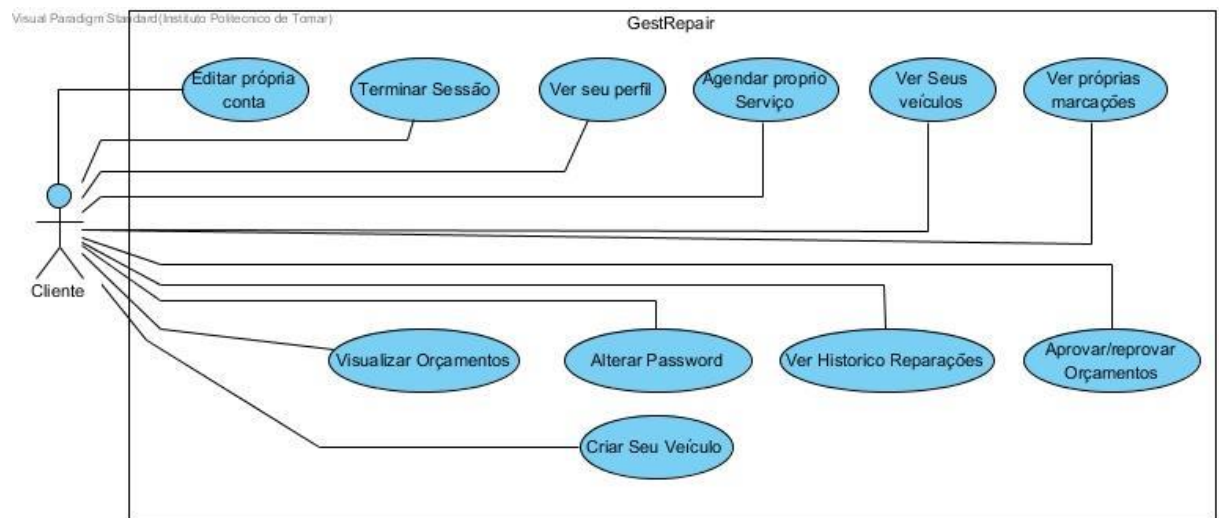 Visual Paradigm Standard(Instituto Politecnico de Tomar)
GestRepair
Editar própria
conta
Terminar Sessão
Ver seu perfil
Agendar proprio
Serviço
Ver Seus
veículos
Ver próprias
marcações
Cliente
Visualizar Orçamentos
Alterar Password
Ver Historico Reparações
Aprovar/reprovar
Orçamentos
Criar Seu Veículo